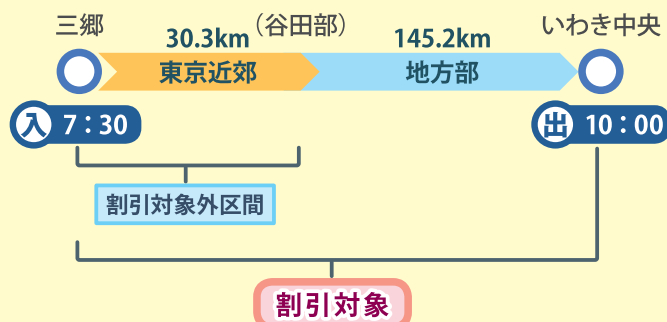 三郷
(谷田部)
いわき中央
30.3km
145.2km
東京近郊
地方部
入 7：30
出 10：00
割引対象外区間
割引対象